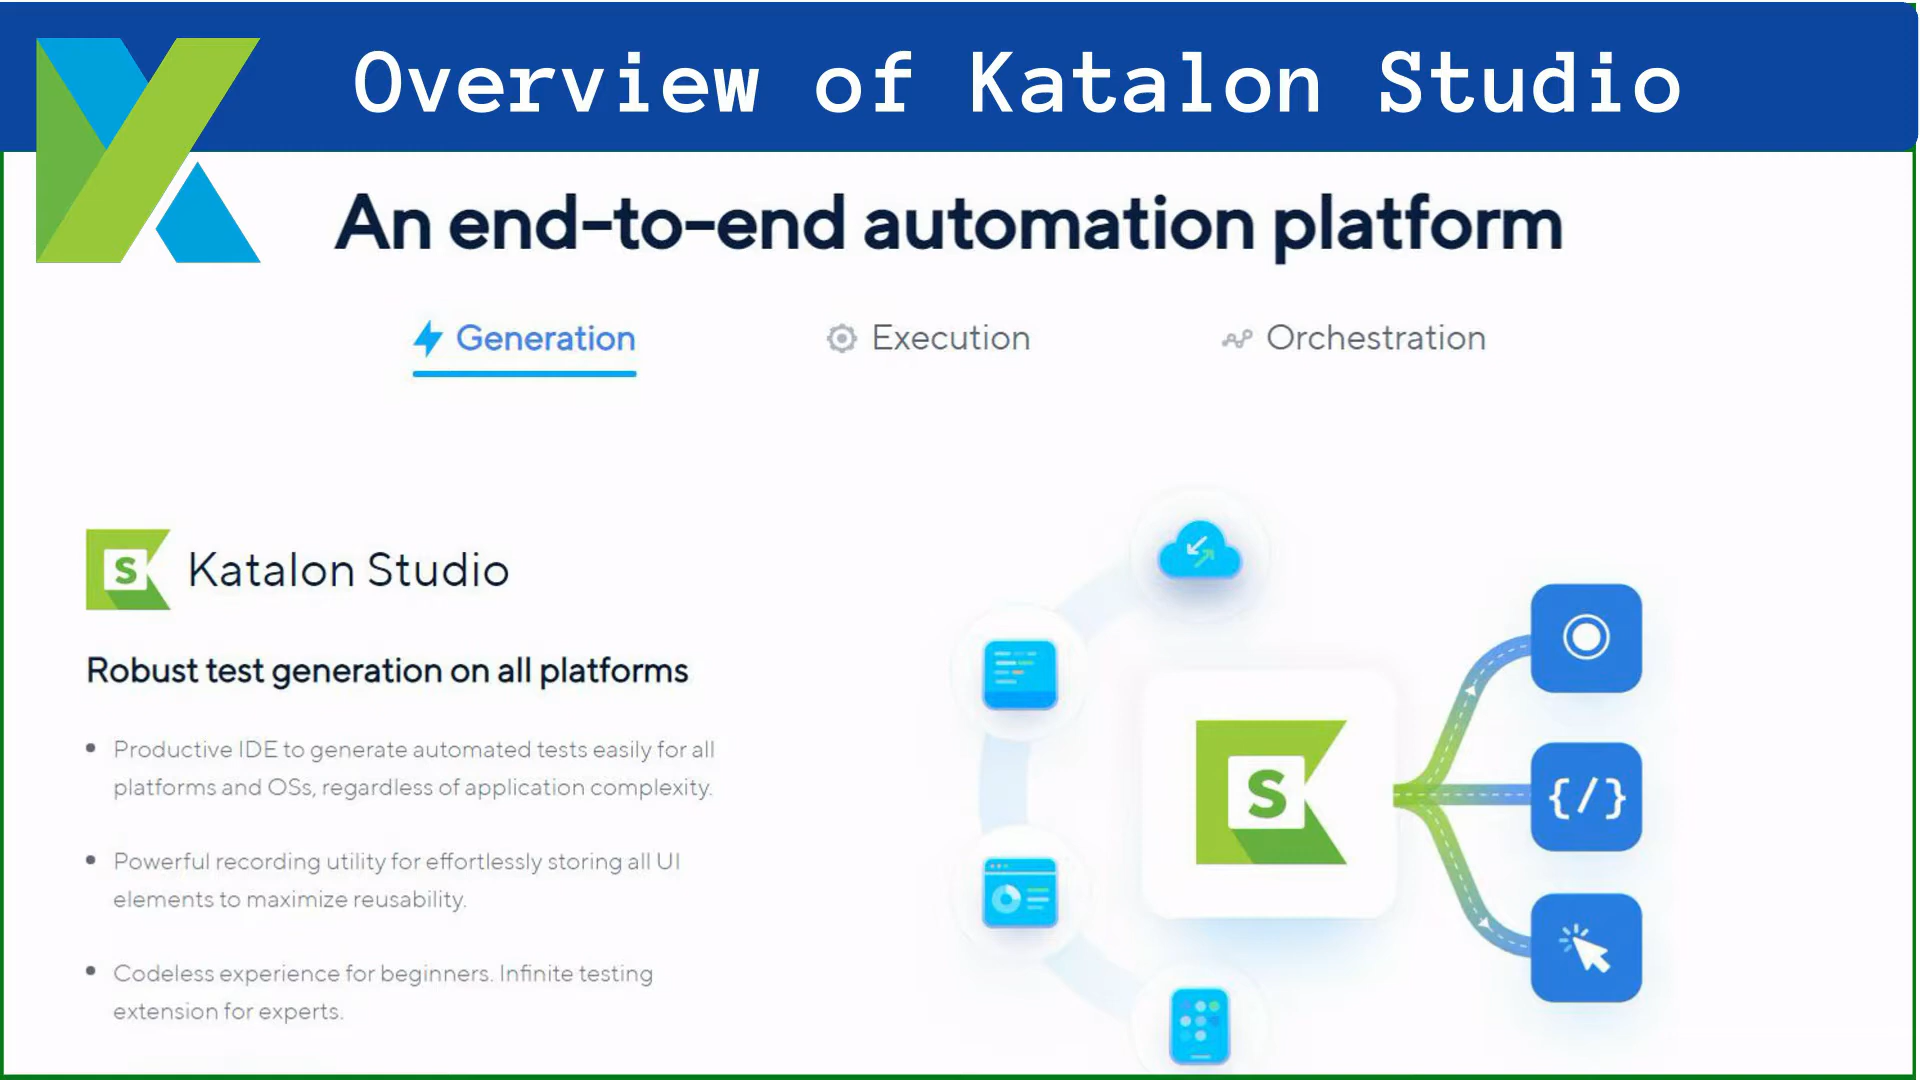 Overview of Katalon Studio
An end-to-end automation platform
Generation
Execution
Orchestration
S
Katalon Studio
Robust test generation on all platforms
Productive IDE to generate automated tests easily for all
platforms and OSs, regardless of application complexity.
Powerful recording utility for effortlessly storing all UI
elements to maximize reusability.
Codeless experience for beginners. Infinite testing
extension for experts.
S
{/}